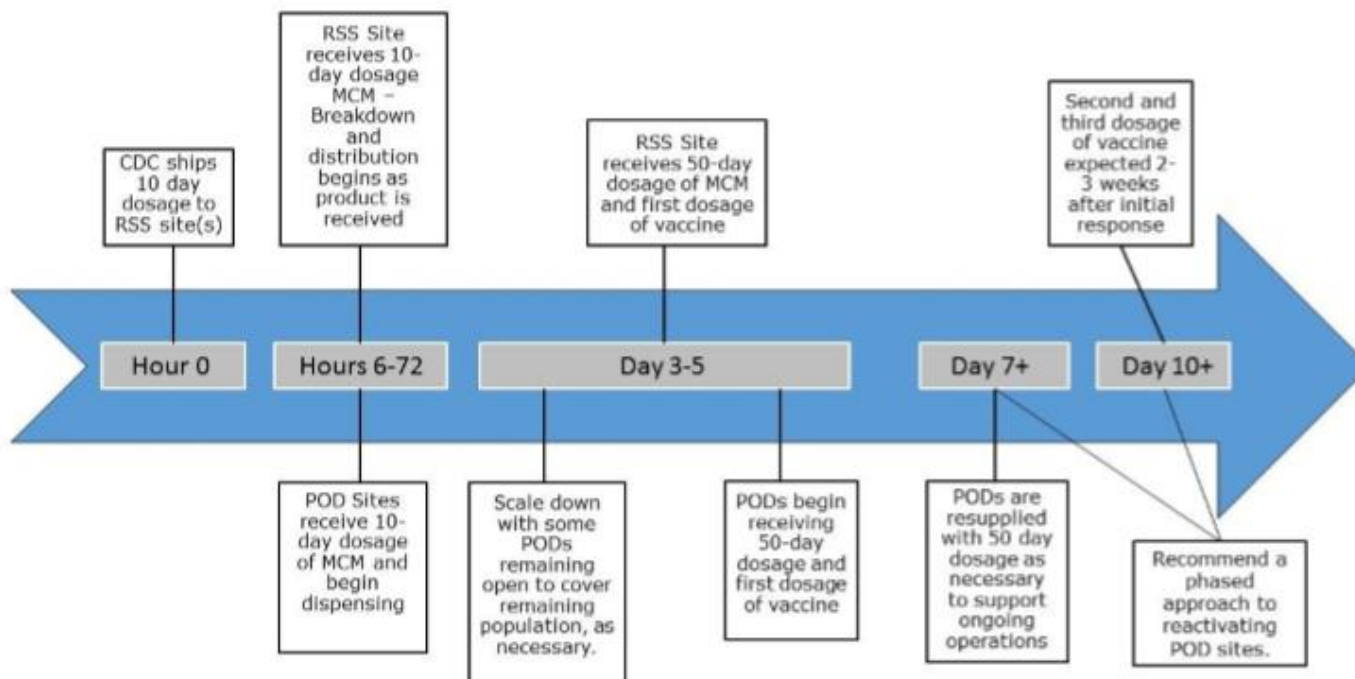 CDC ships
10 day
dosage to
RSS site(s)
RSS Site
receives 10-
day dosage
MCM –
Breakdown
and
distribution
begins as
product is
received
RSS Site
receives 50-day
dosage of MCM
and first dosage
of vaccine
Second and
third dosage
of vaccine
expected 2-
3 weeks
after initial
response
Hour 0
Hours 6-72
Day 3-5
Day 7+
Day 10+
POD Sites
receive 10-
day dosage
of MCM and
begin
dispensing
Scale down
with some
PODs
remaining
open to cover
remaining
population, as
necessary.
PODs begin
receiving
50-day
dosage and
first dosage
of vaccine
PODs are
resupplied
with 50 day
dosage as
necessary
to support
ongoing
operations
Recommend a
phased
approach to
reactivating
POD sites.